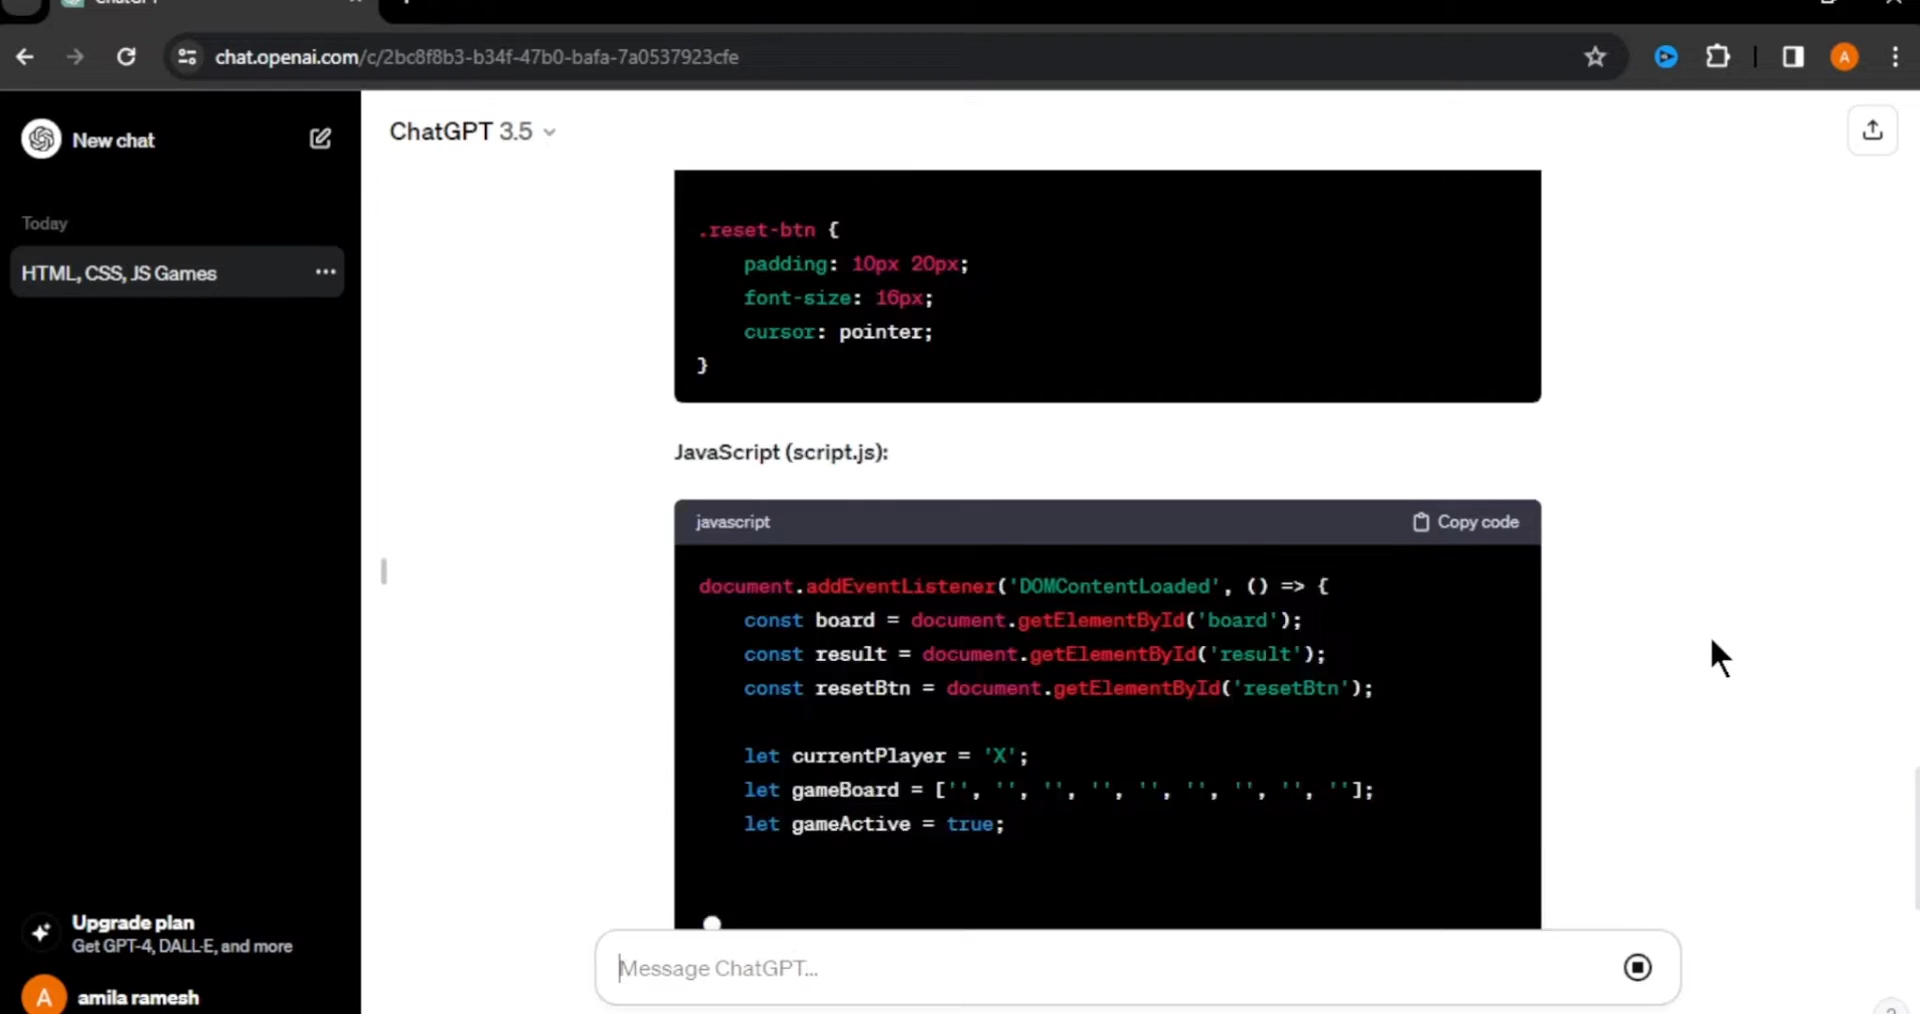 chat.openai.com/c/2bc8f8b3-b34f-47b0-bafa-7a0537923cfe
New chat
ChatGPT 3.5
Today
HTML, CSS, JS Games
.reset-btn {
padding: 10px 20px;
font-size: 16px;
cursor: pointer;
}
JavaScript (script.js):
javascript
Copy code
document.addEventListener('DOMContentLoaded', () => {
const board = document.getElementById('board');
const result = document.getElementById('result');
const resetBtn = document.getElementById('resetBtn');
let currentPlayer = 'X';
let gameBoard = ['', '', '', '', '', '', '', '', ''];
let gameActive = true;
Upgrade plan
Get GPT-4, DALL·E, and more
A amila ramesh
Message ChatGPT...
A